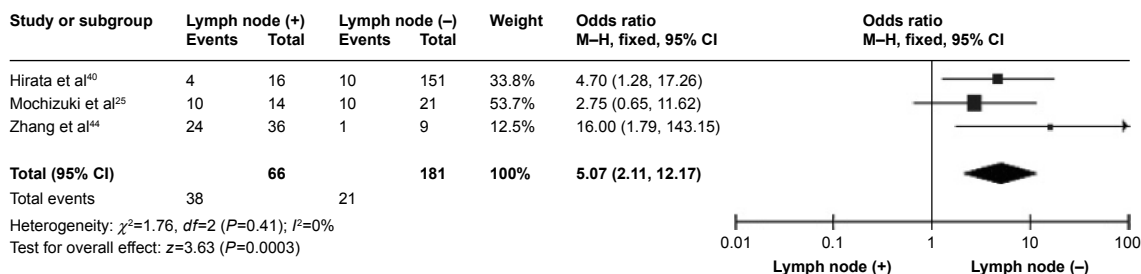 Study or subgroup Lymph node (+) Lymph node (–) Weight Odds ratio Odds ratio
Events Total Events Total M–H, fixed, 95% CI M–H, fixed, 95% CI
Hirata et al⁴⁰ 4 16 10 151 33.8% 4.70 (1.28, 17.26)
Mochizuki et al²⁵ 10 14 10 21 53.7% 2.75 (0.65, 11.62)
Zhang et al⁴⁴ 24 36 1 9 12.5% 16.00 (1.79, 143.15)
Total (95% CI) 66 181 100% 5.07 (2.11, 12.17)
Total events 38 21
Heterogeneity: χ²=1.76, df=2 (P=0.41); I²=0%
Test for overall effect: z=3.63 (P=0.0003)
0.01 0.1 1 10 100
Lymph node (+) Lymph node (–)